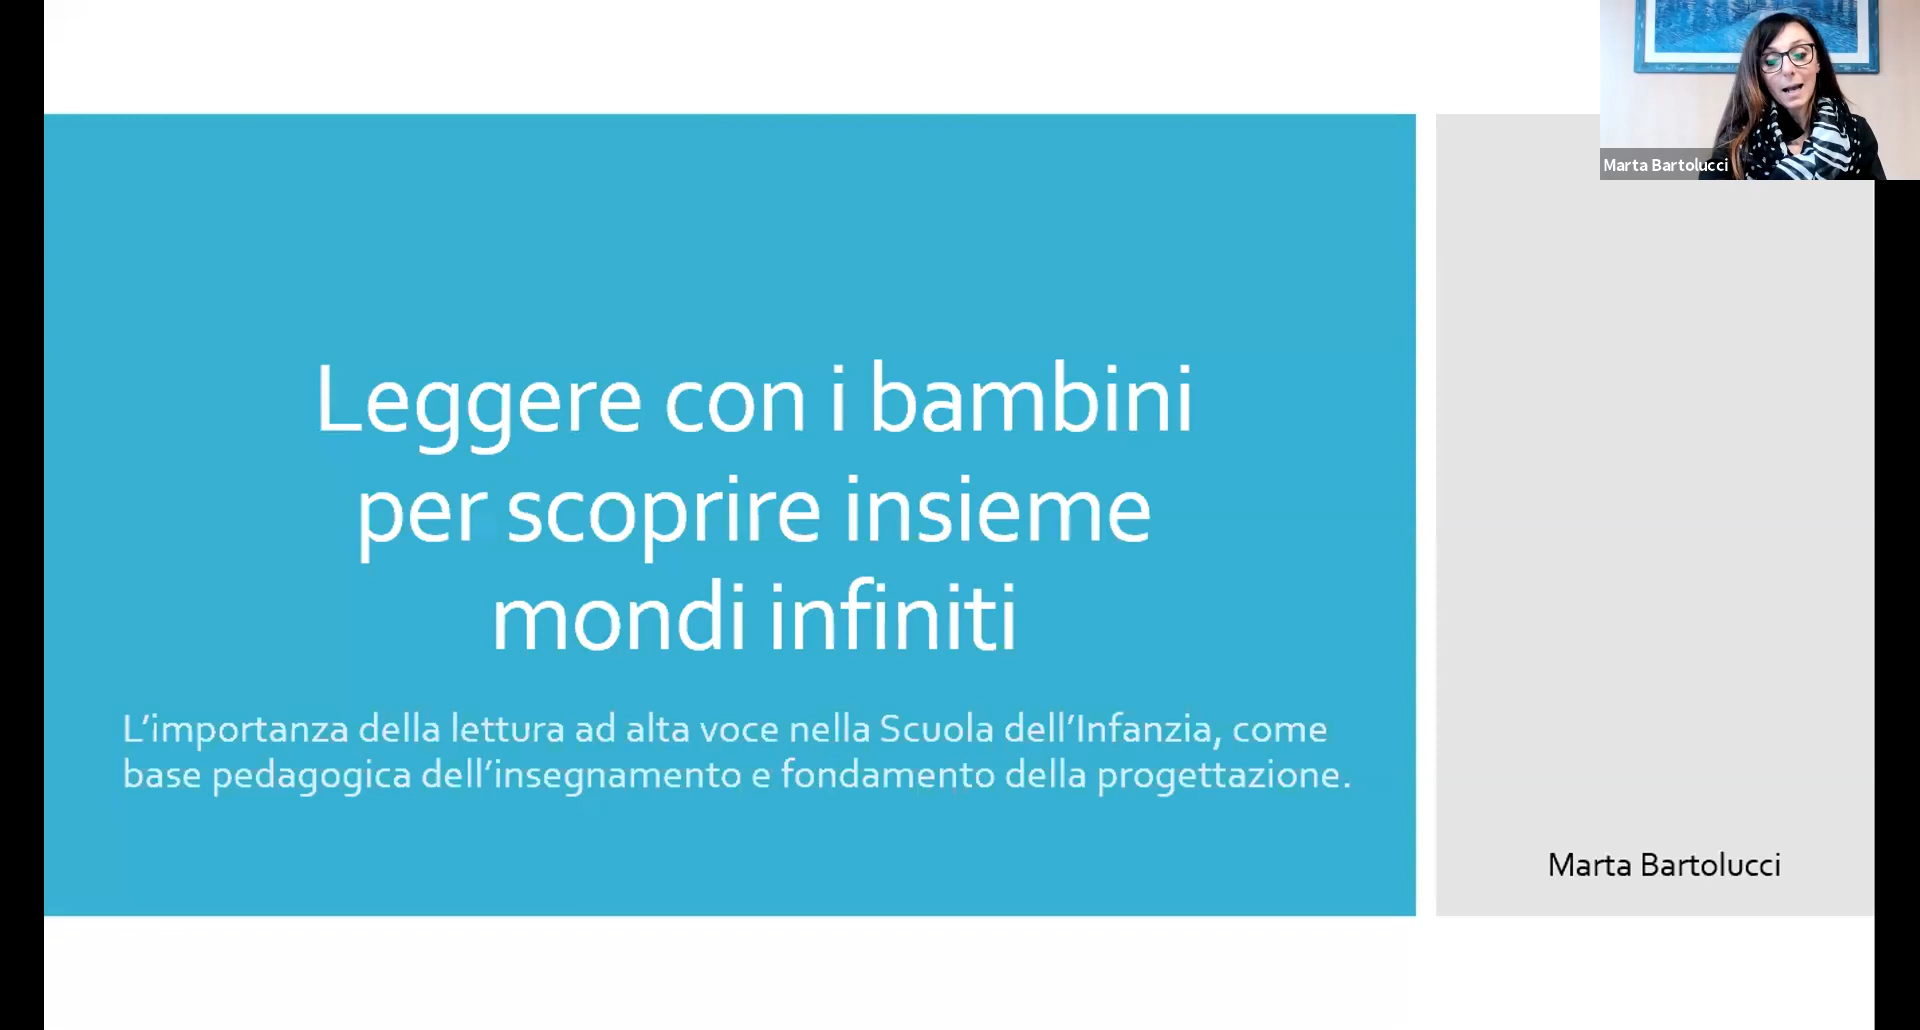 Marta Bartolucci
Leggere con i bambini
per scoprire insieme
mondi infiniti
L’importanza della lettura ad alta voce nella Scuola dell’Infanzia, come
base pedagogica dell’insegnamento e fondamento della progettazione.
Marta Bartolucci